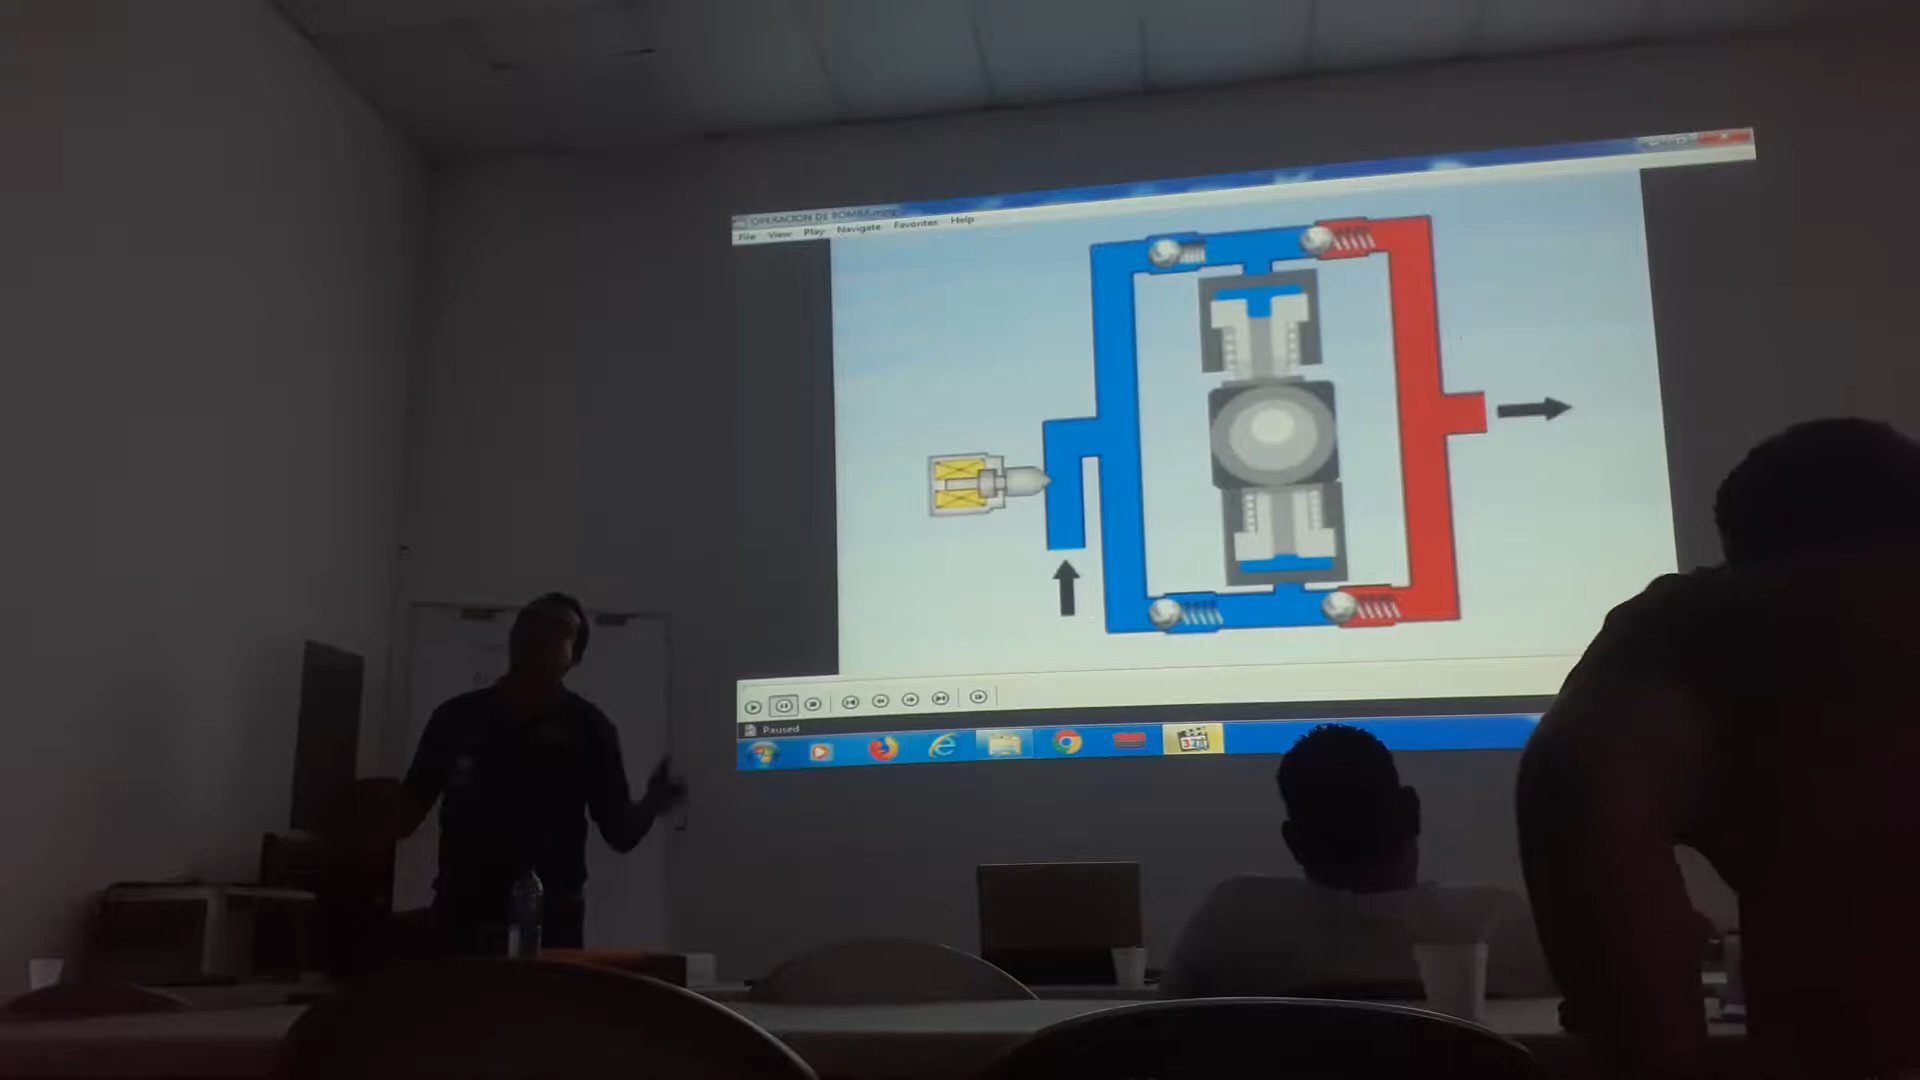 OPERACION DE BOMBA.mpg
File View Play Navigate Favorites Help
Paused